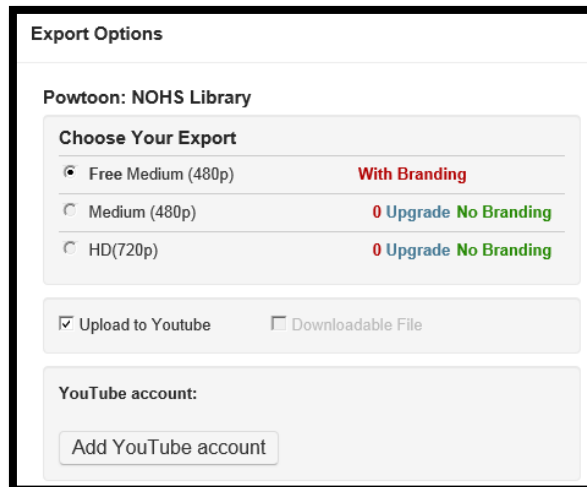 Export Options
Powtoon: NOHS Library
Choose Your Export
Free Medium (480p) With Branding
Medium (480p) 0 Upgrade No Branding
HD(720p) 0 Upgrade No Branding
Upload to Youtube Downloadable File
YouTube account:
Add YouTube account